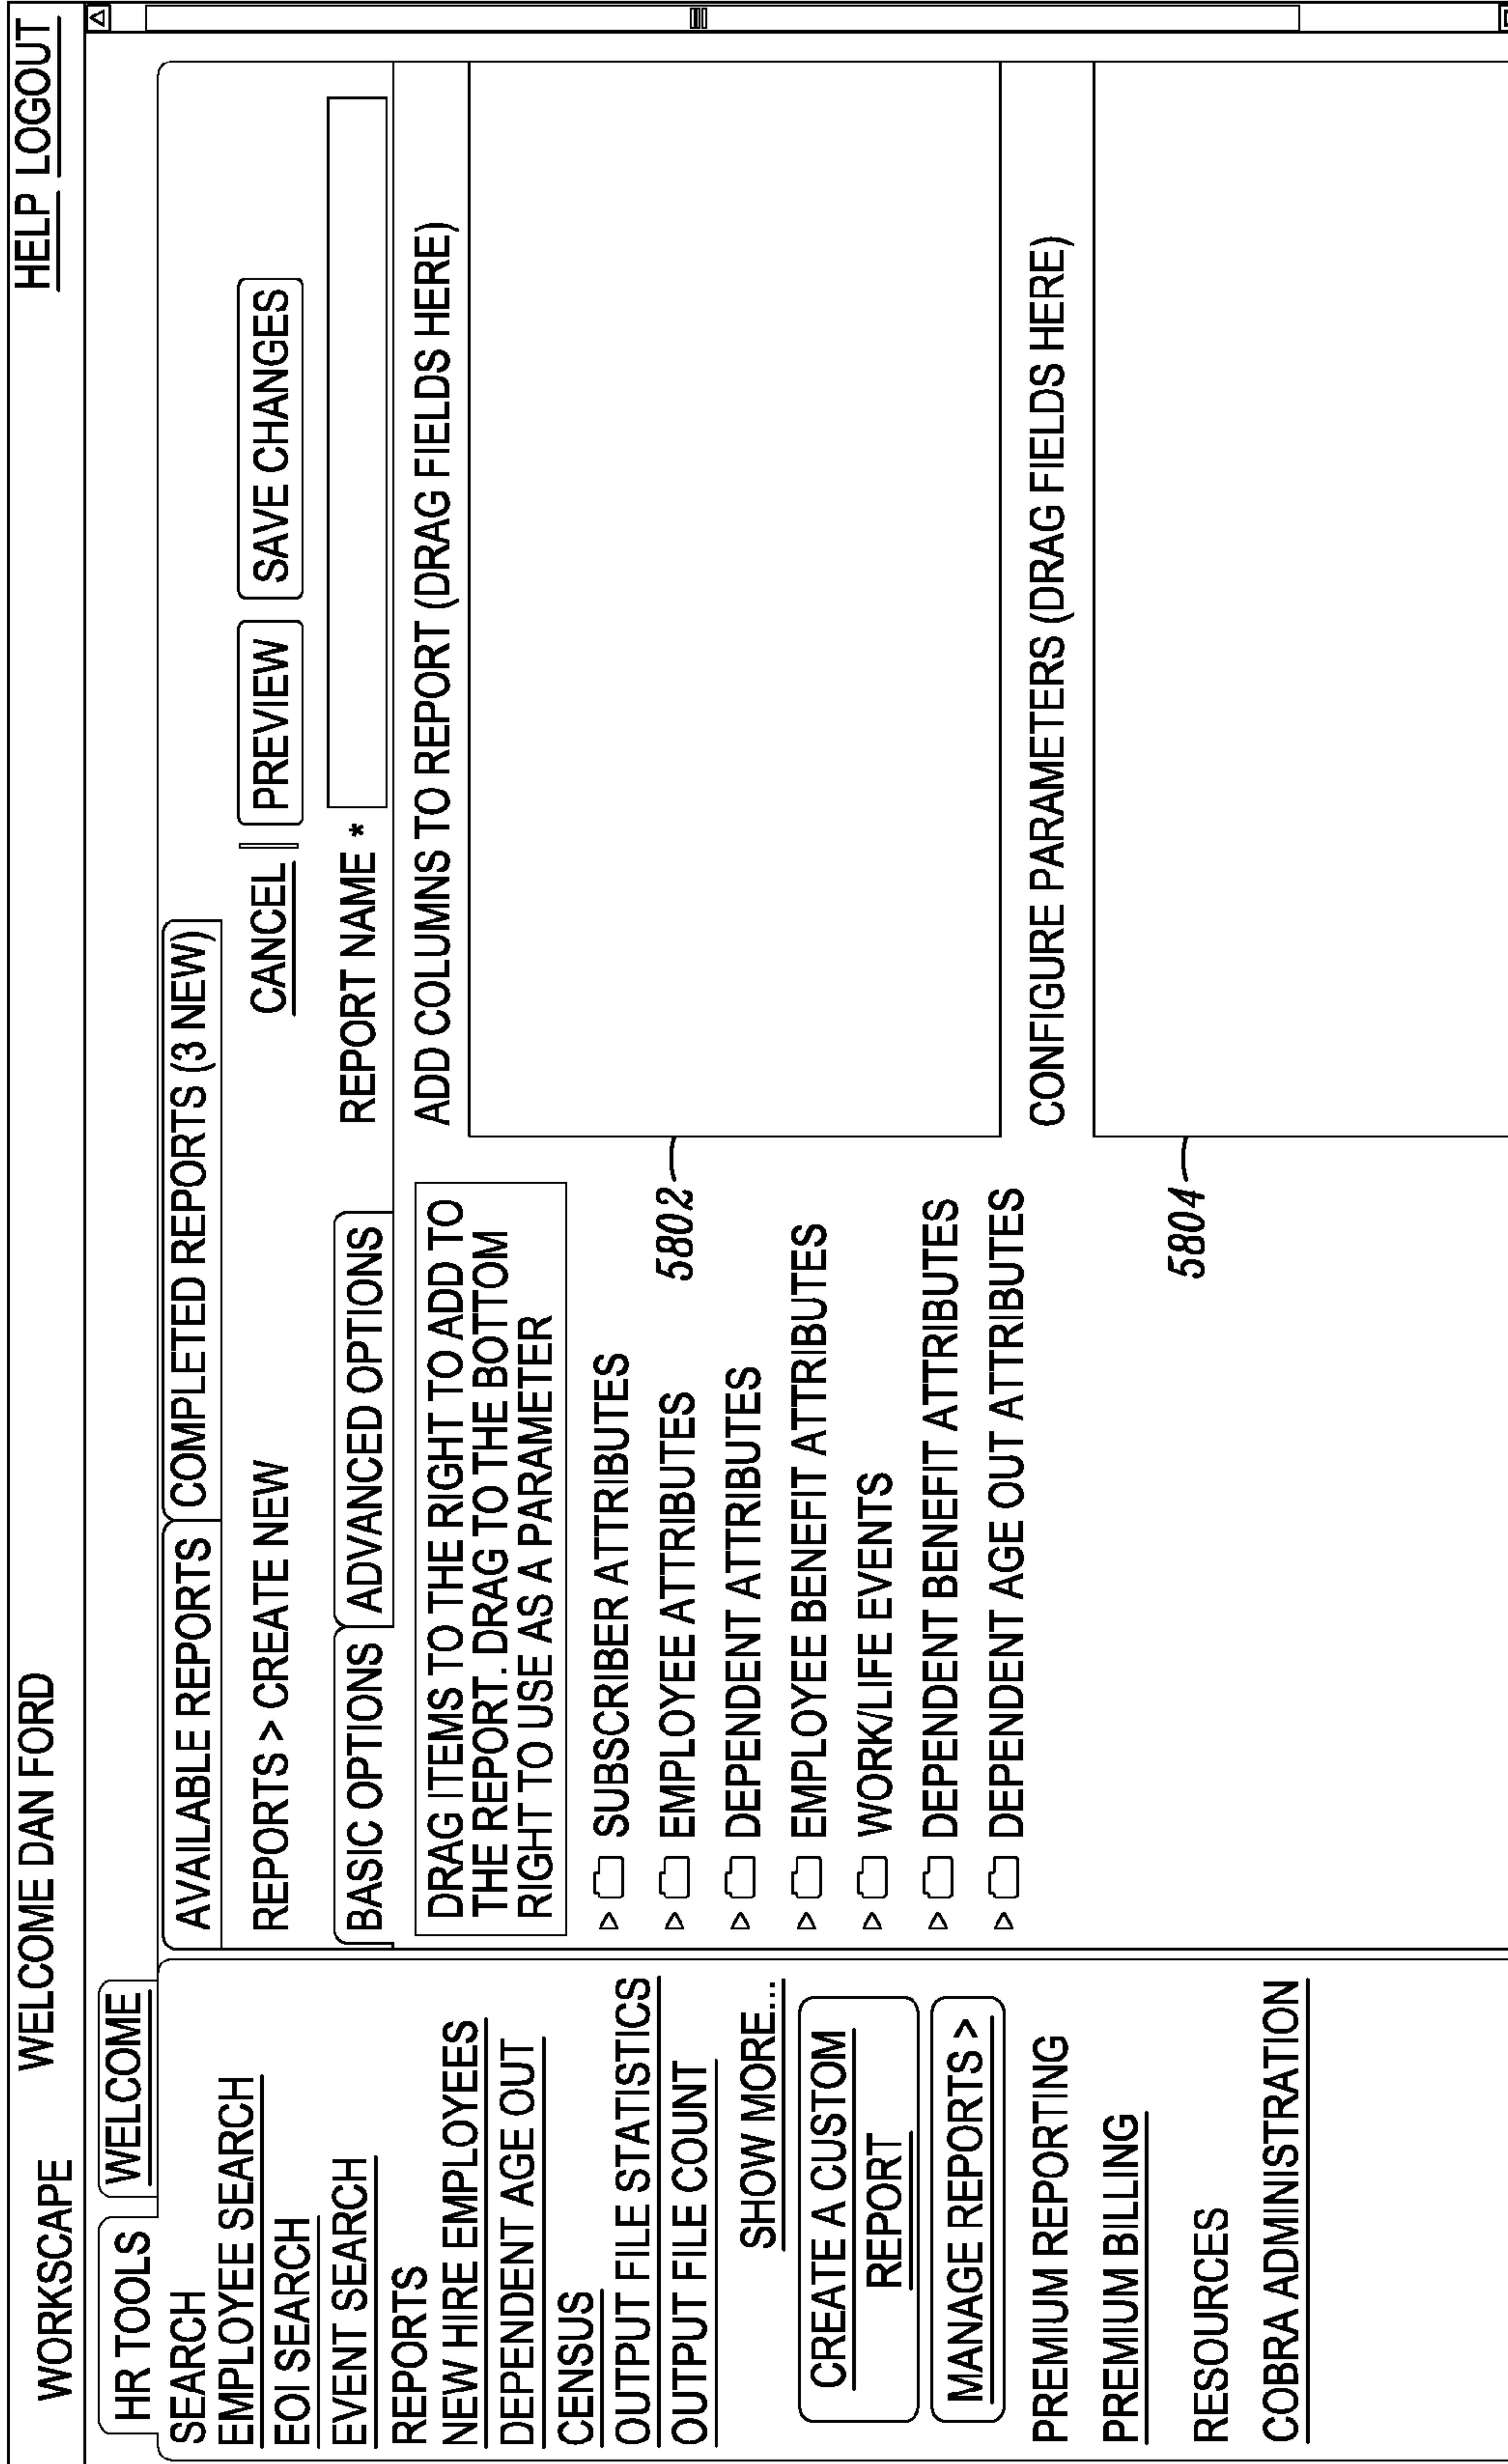 WORKSCAPE
WELCOME DAN FORD
HELP LOGOUT
HR TOOLS
WELCOME
SEARCH
EMPLOYEE SEARCH
EOI SEARCH
EVENT SEARCH
REPORTS
NEW HIRE EMPLOYEES
DEPENDENT AGE OUT
CENSUS
OUTPUT FILE STATISTICS
OUTPUT FILE COUNT
SHOW MORE...
CREATE A CUSTOM
REPORT
MANAGE REPORTS >
PREMIUM REPORTING
PREMIUM BILLING
RESOURCES
COBRA ADMINISTRATION
AVAILABLE REPORTS
COMPLETED REPORTS (3 NEW)
REPORTS > CREATE NEW
CANCEL
PREVIEW
SAVE CHANGES
BASIC OPTIONS
ADVANCED OPTIONS
REPORT NAME *
DRAG ITEMS TO THE RIGHT TO ADD TO
THE REPORT. DRAG TO THE BOTTOM
RIGHT TO USE AS A PARAMETER
SUBSCRIBER ATTRIBUTES
EMPLOYEE ATTRIBUTES
DEPENDENT ATTRIBUTES
EMPLOYEE BENEFIT ATTRIBUTES
WORK/LIFE EVENTS
DEPENDENT BENEFIT ATTRIBUTES
DEPENDENT AGE OUT ATTRIBUTES
ADD COLUMNS TO REPORT (DRAG FIELDS HERE)
5802
CONFIGURE PARAMETERS (DRAG FIELDS HERE)
5804